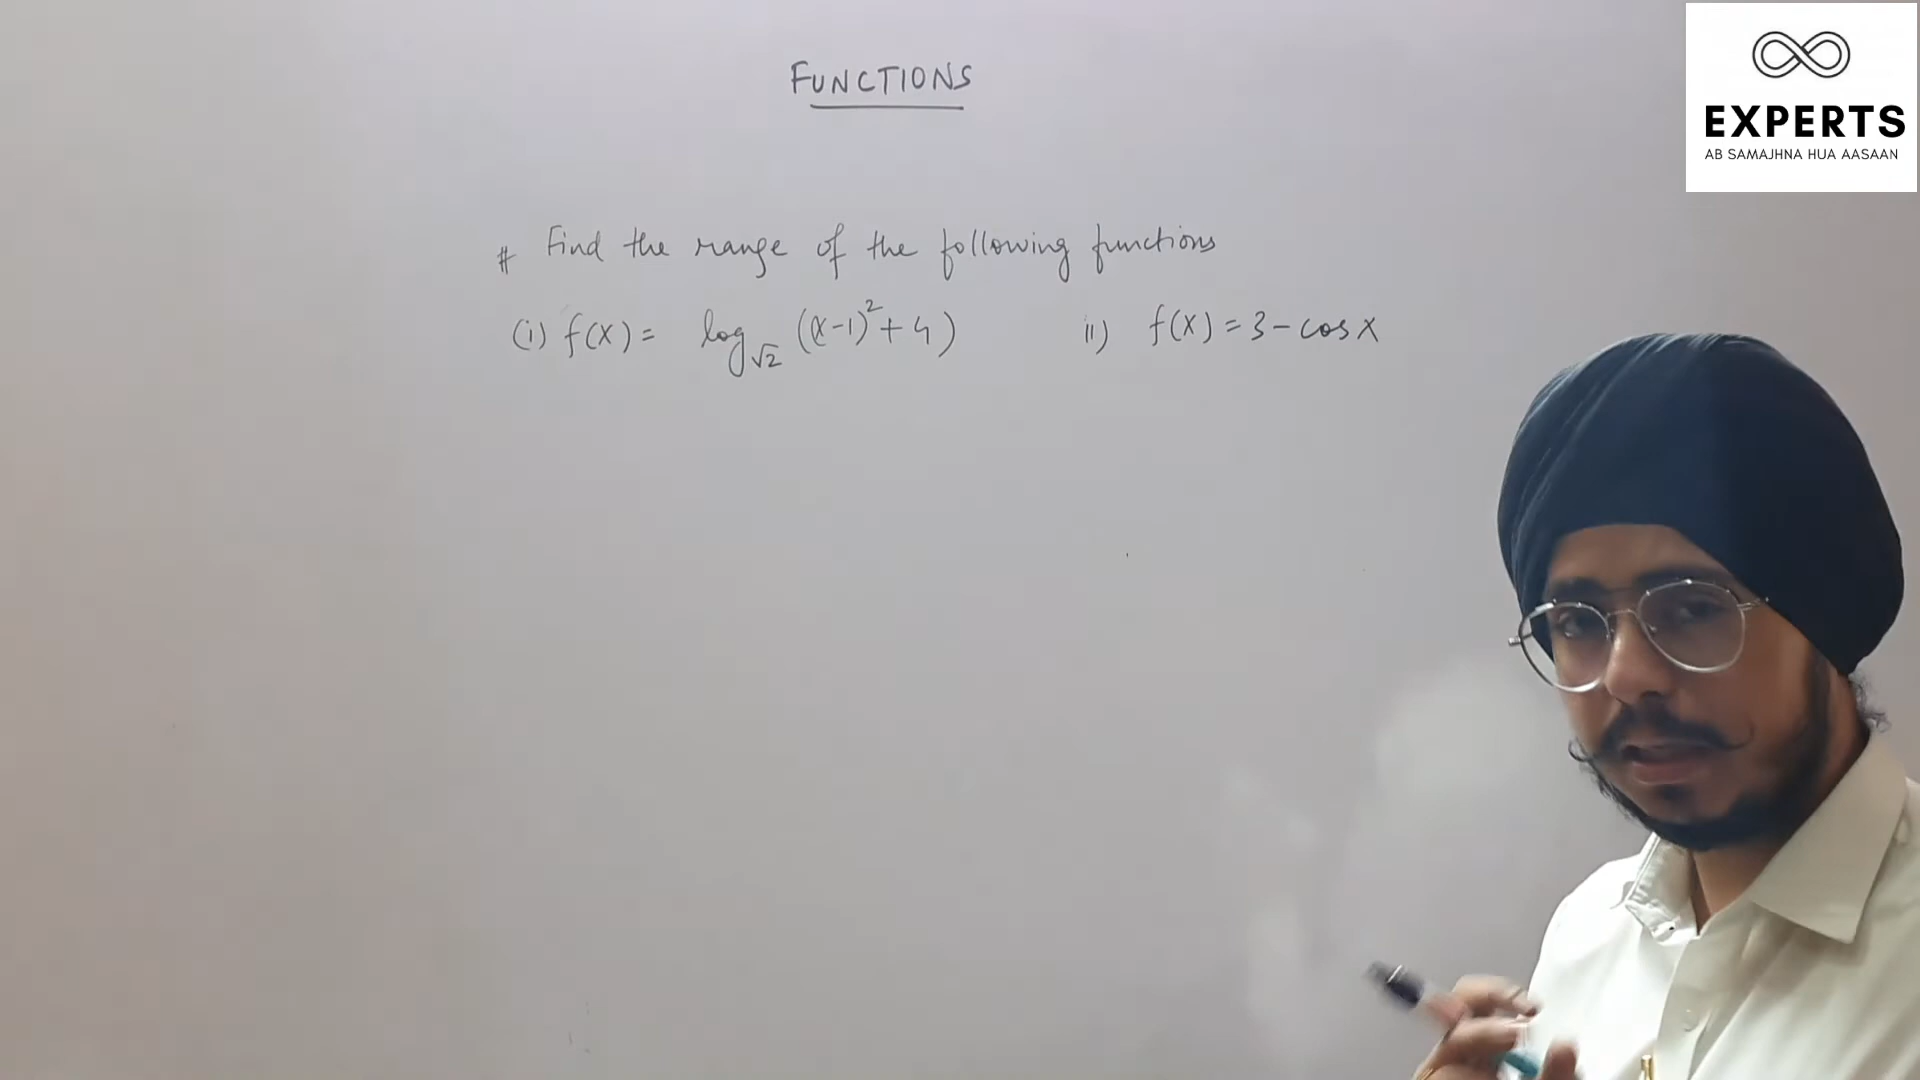 FUNCTIONS
EXPERTS
AB SAMAJHNA HUA AASAAN
# Find the range of the following functions
(i) f(x) = log√2 ((x-1)²+4) ii) f(x) = 3 - cos x